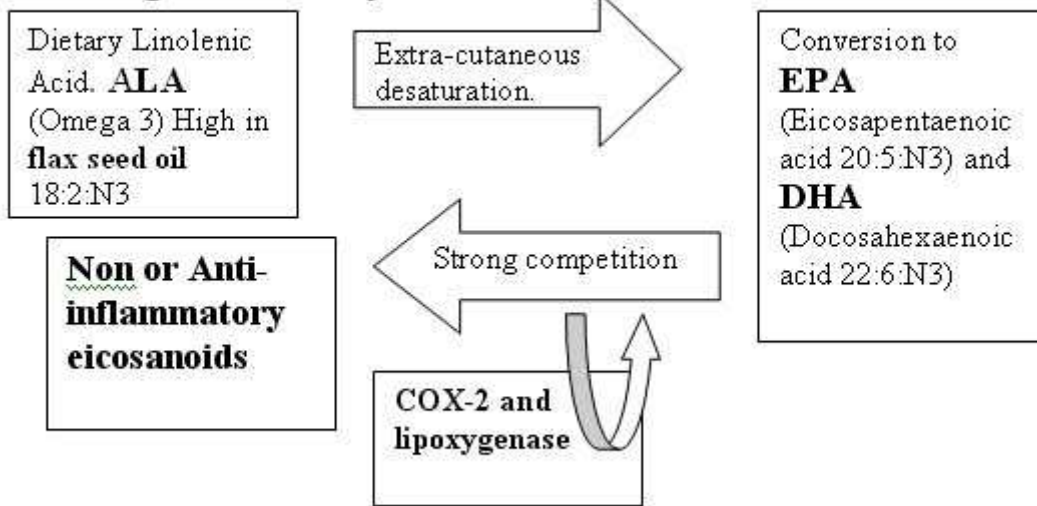 Dietary Linolenic
Acid. ALA
(Omega 3) High in
flax seed oil
18:2:N3
Extra-cutaneous
desaturation.
Conversion to
EPA
(Eicosapentaenoic
acid 20:5:N3) and
DHA
(Docosahexaenoic
acid 22:6:N3)
Strong competition
Non or Anti-
inflammatory
eicosanoids
COX-2 and
lipoxygenase